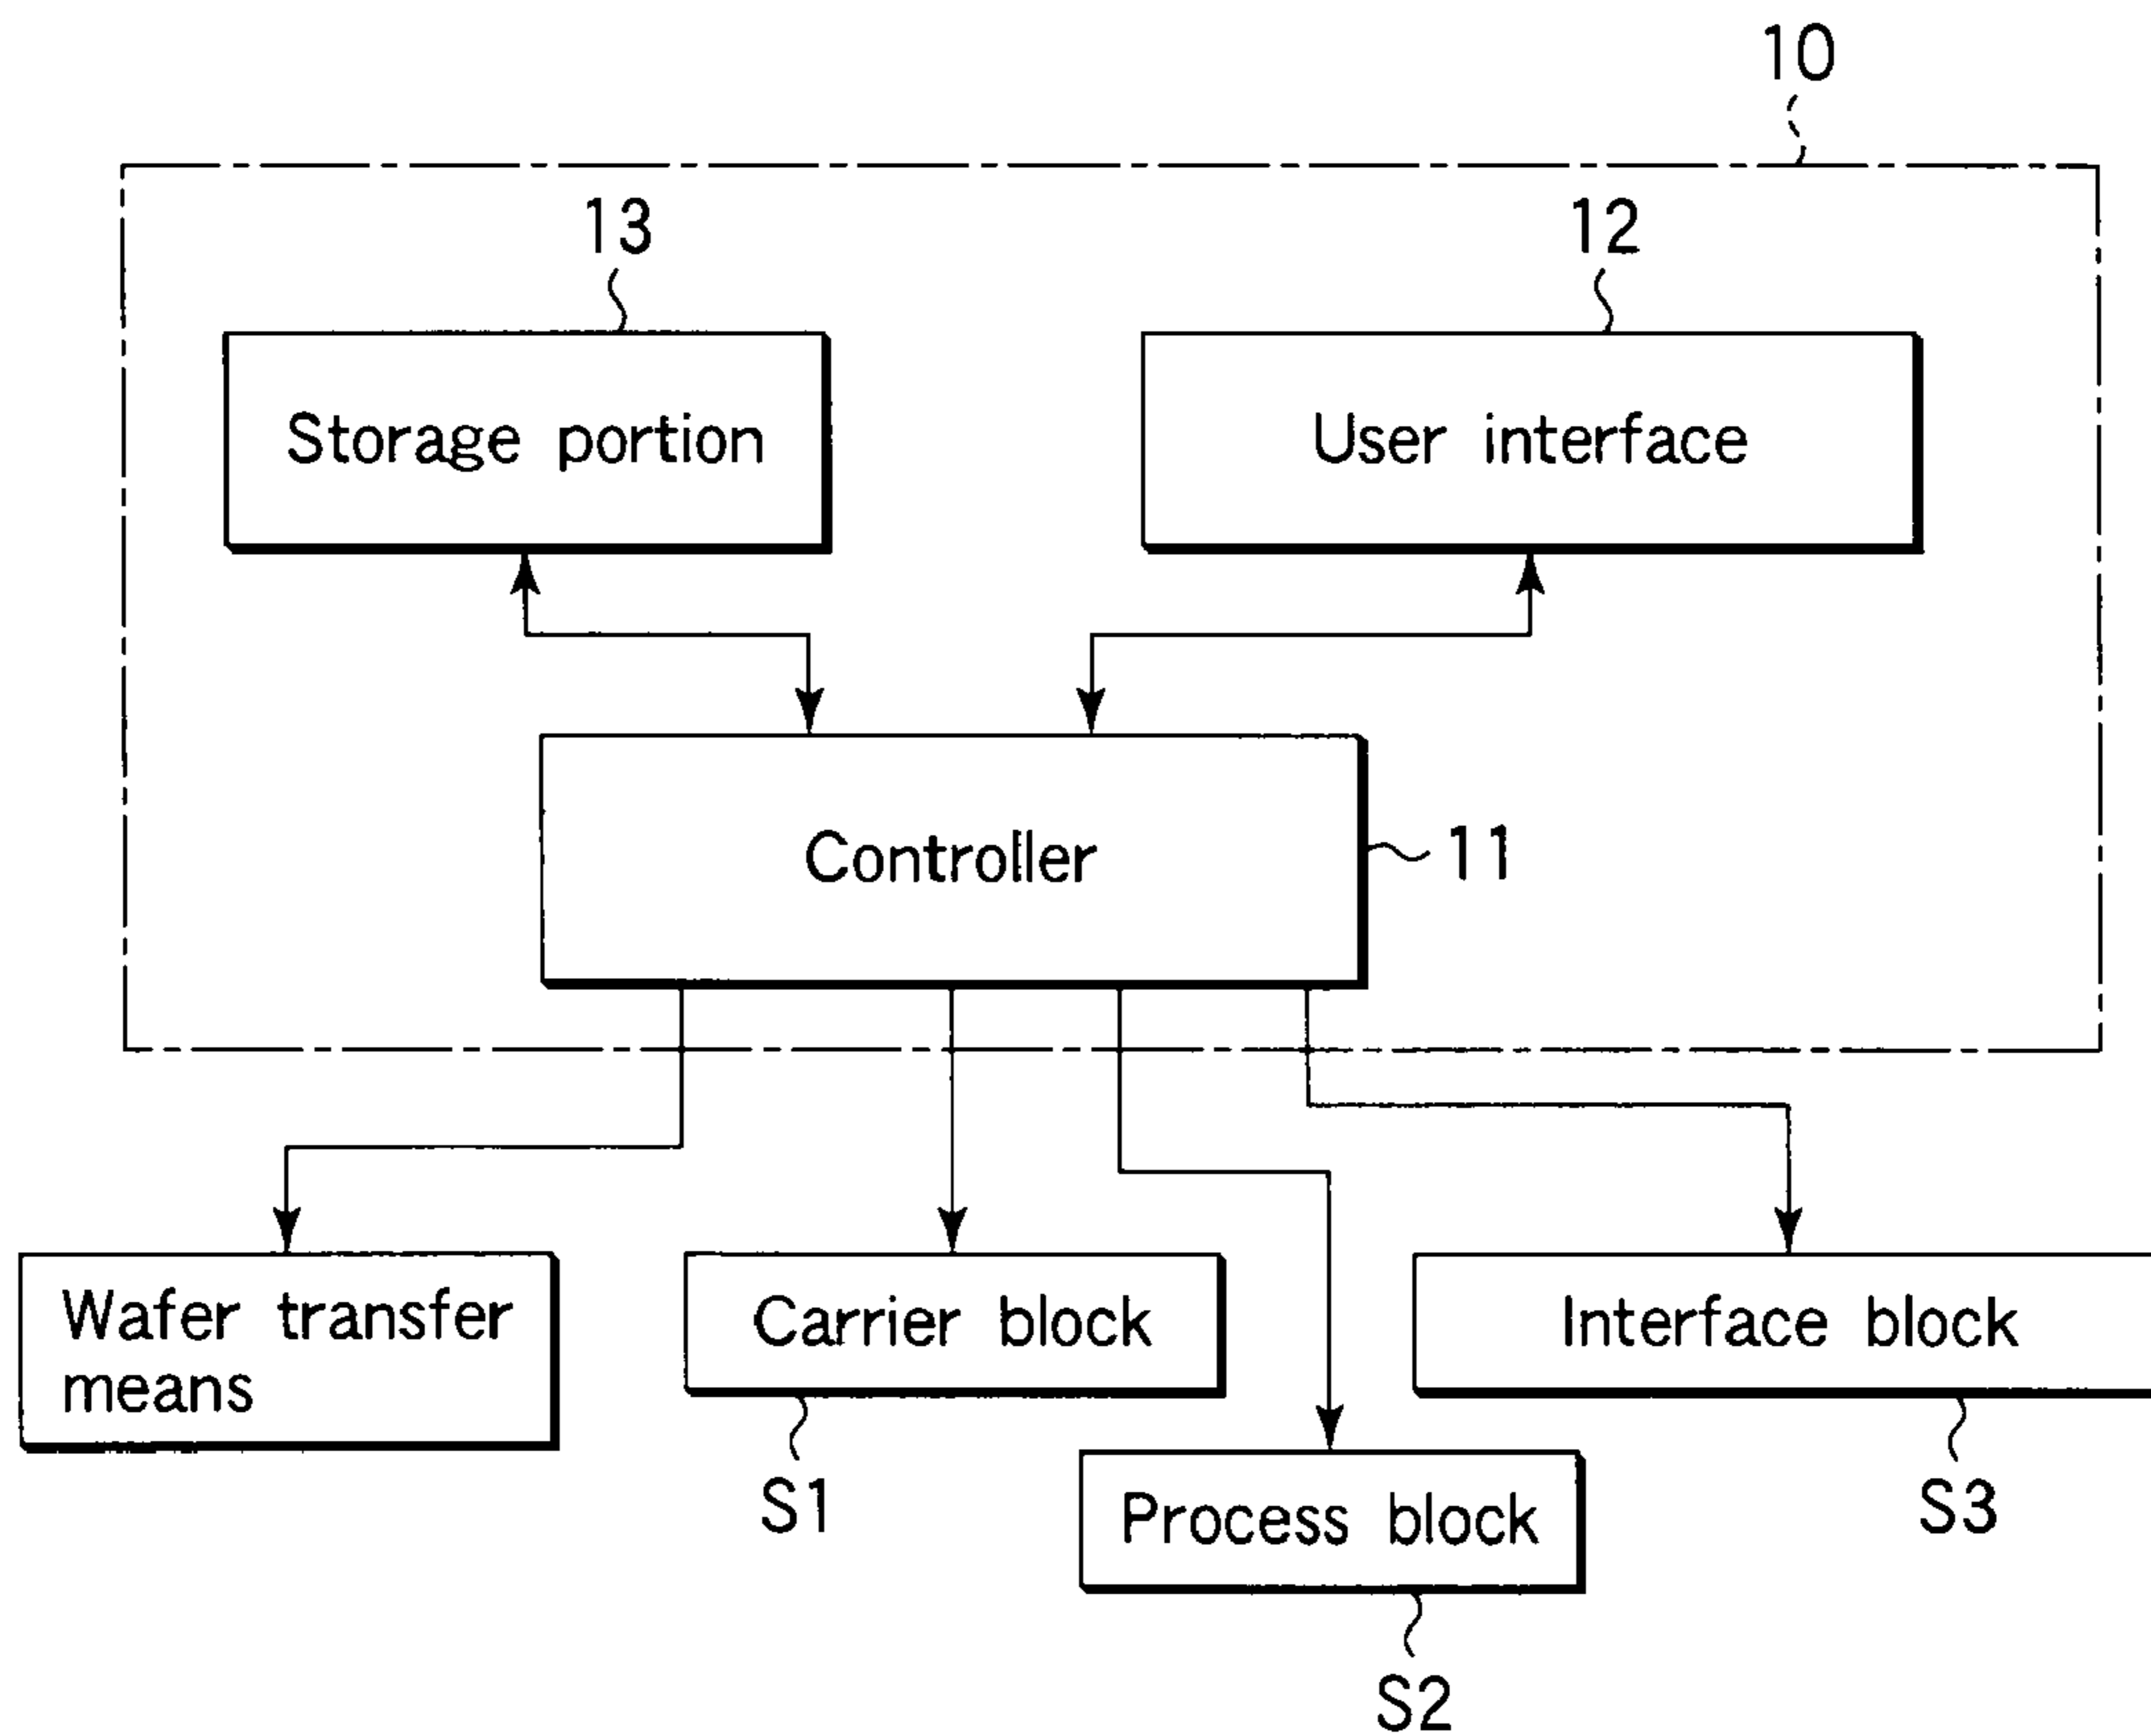 10
13
12
Storage portion
User interface
Controller
11
Wafer transfer
means
Carrier block
Interface block
S1
Process block
S3
S2